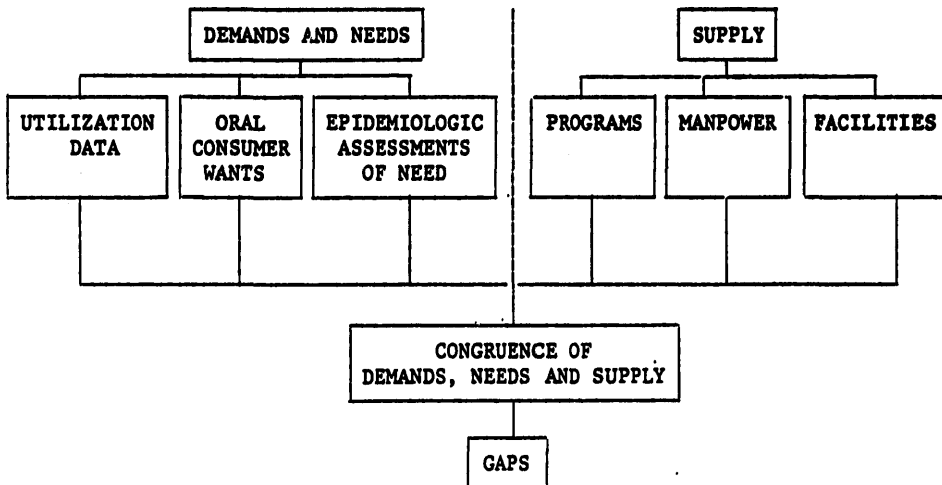 DEMANDS AND NEEDS
SUPPLY
UTILIZATION
DATA
ORAL
CONSUMER
WANTS
EPIDEMIOLOGIC
ASSESSMENTS
OF NEED
PROGRAMS
MANPOWER
FACILITIES
CONGRUENCE OF
DEMANDS, NEEDS AND SUPPLY
GAPS